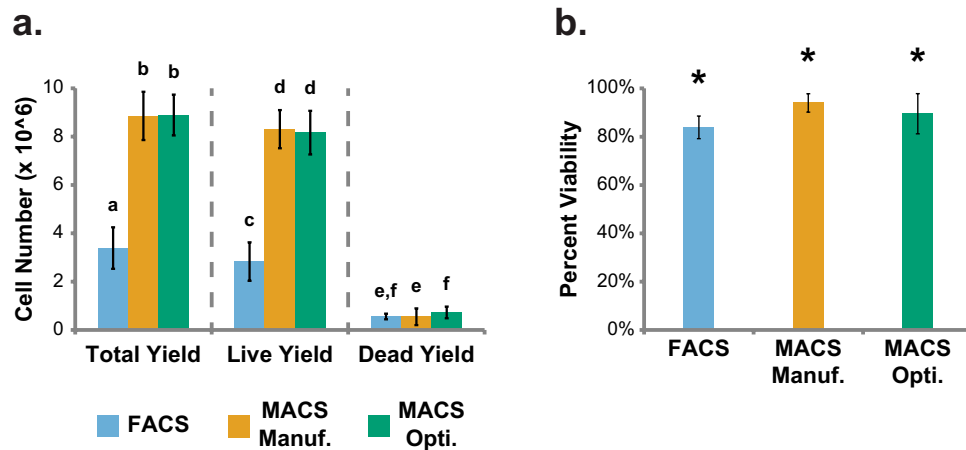 a.
Cell Number (x 10^6)
10
8
6
4
2
0
a
b
b
c
d
d
e,f
e
f
Total Yield
Live Yield
Dead Yield
FACS
MACS
Manuf.
MACS
Opti.
b.
Percent Viability
100%
80%
60%
40%
20%
0%
*
*
*
FACS
MACS
Manuf.
MACS
Opti.